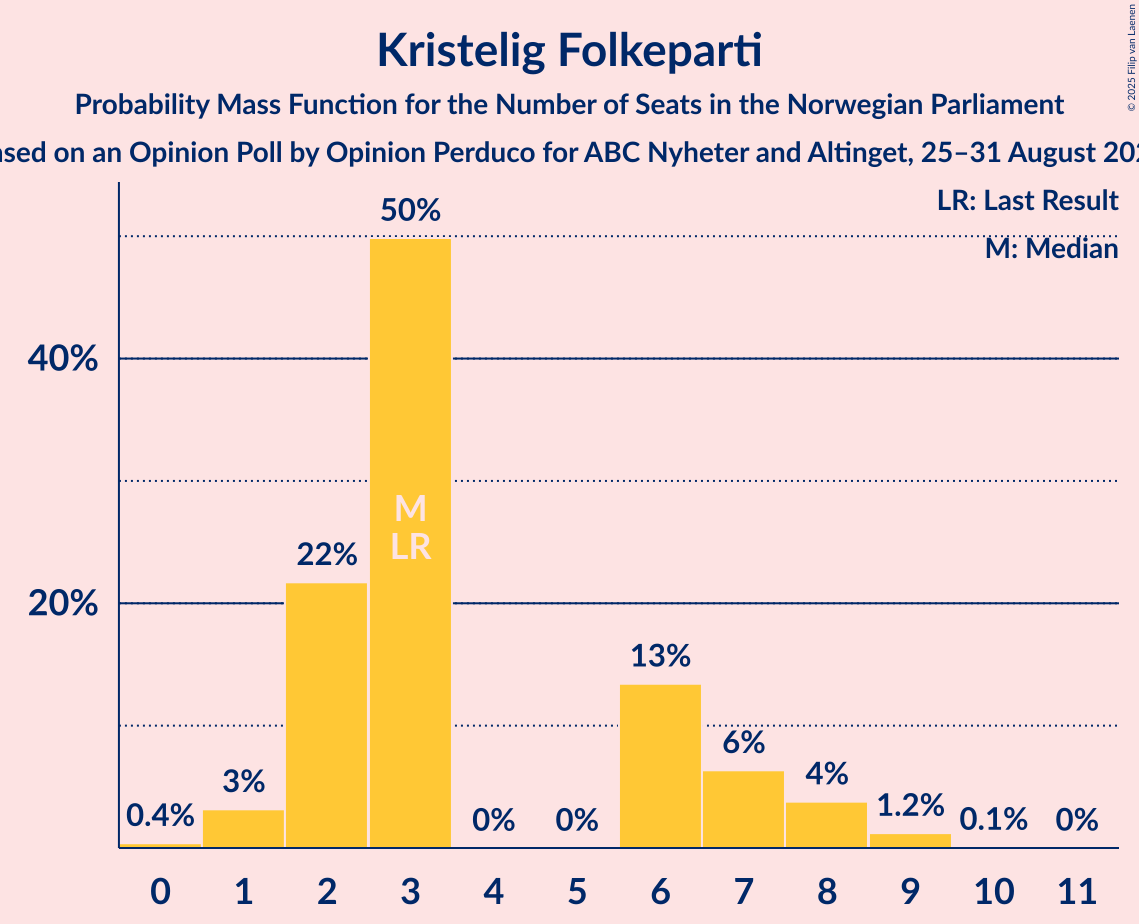 Kristelig Folkeparti
Probability Mass Function for the Number of Seats in the Norwegian Parliament
on an Opinion Poll by Opinion Perduco for ABC Nyheter and Altinget, 25–31 August
© 2025 Filip van Laenen
LR: Last Result
M: Median
50%
40%
M
LR
22%
20%
13%
6%
4%
3%
1.2%
0.4%
0%
0%
0.1%
0%
0 1 2 3 4 5 6 7 8 9 10 11